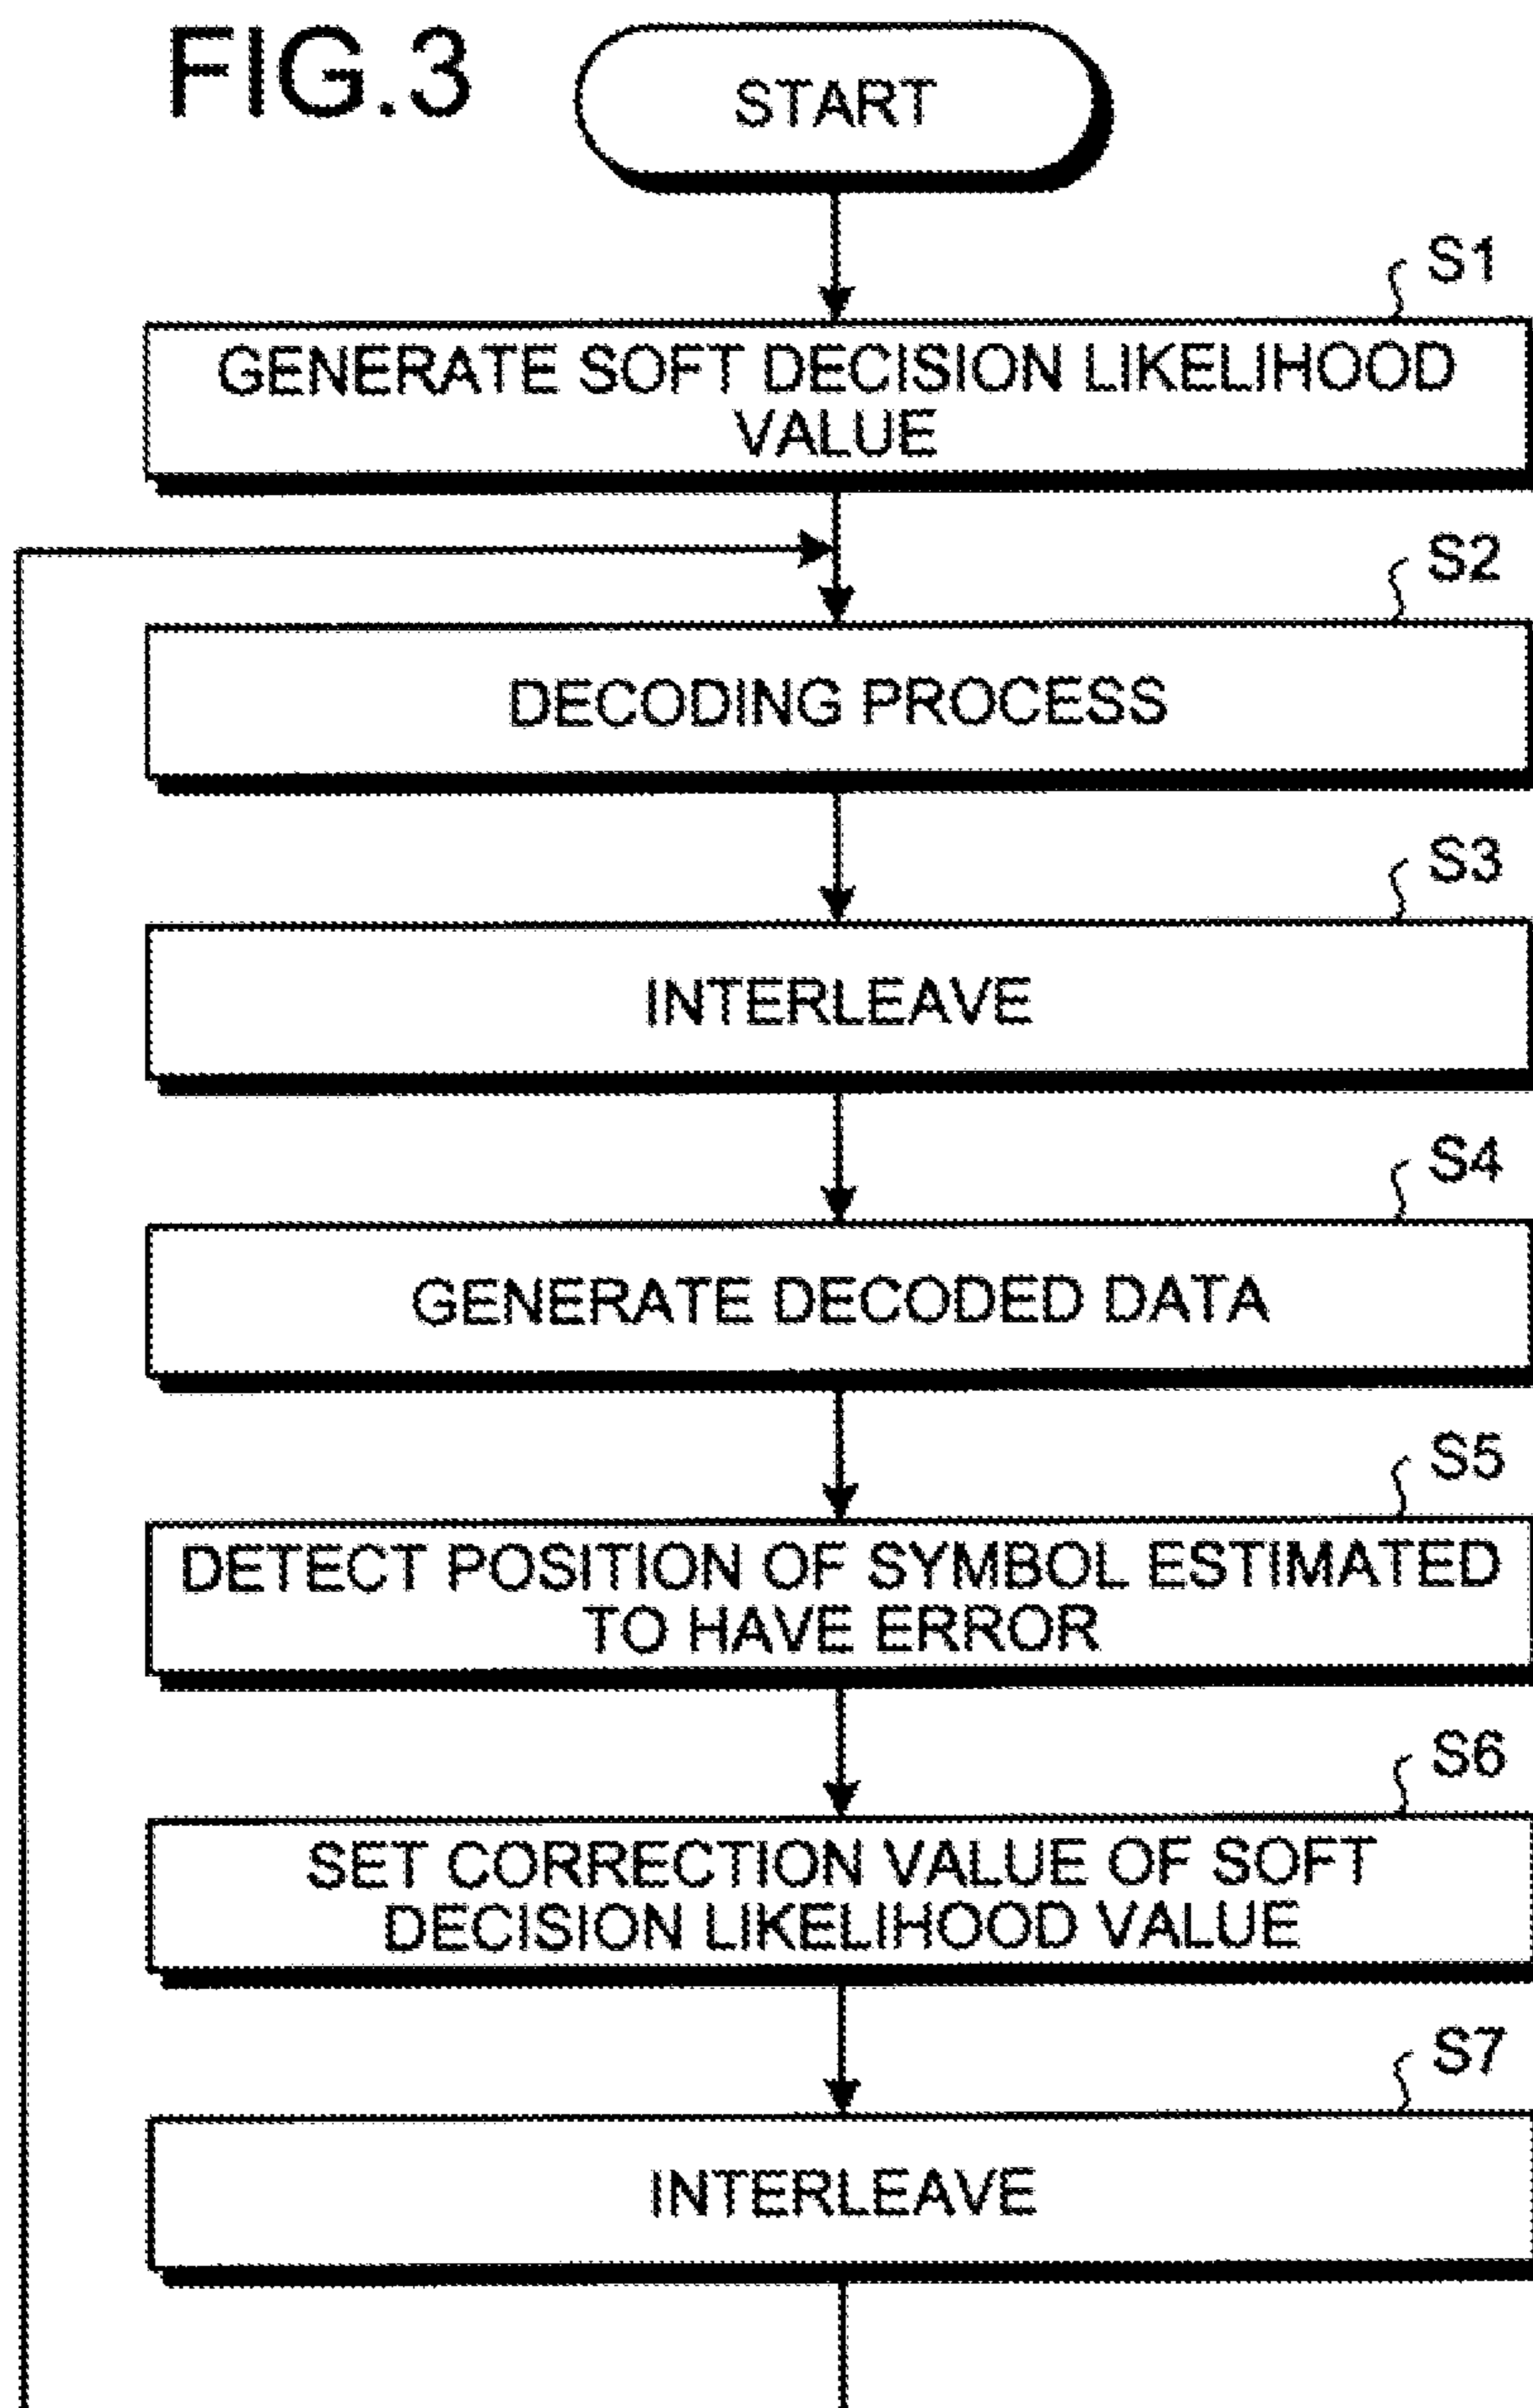 FIG.3
START
S1
GENERATE SOFT DECISION LIKELIHOOD
VALUE
S2
DECODING PROCESS
S3
INTERLEAVE
S4
GENERATE DECODED DATA
S5
DETECT POSITION OF SYMBOL ESTIMATED
TO HAVE ERROR
S6
SET CORRECTION VALUE OF SOFT
DECISION LIKELIHOOD VALUE
S7
INTERLEAVE